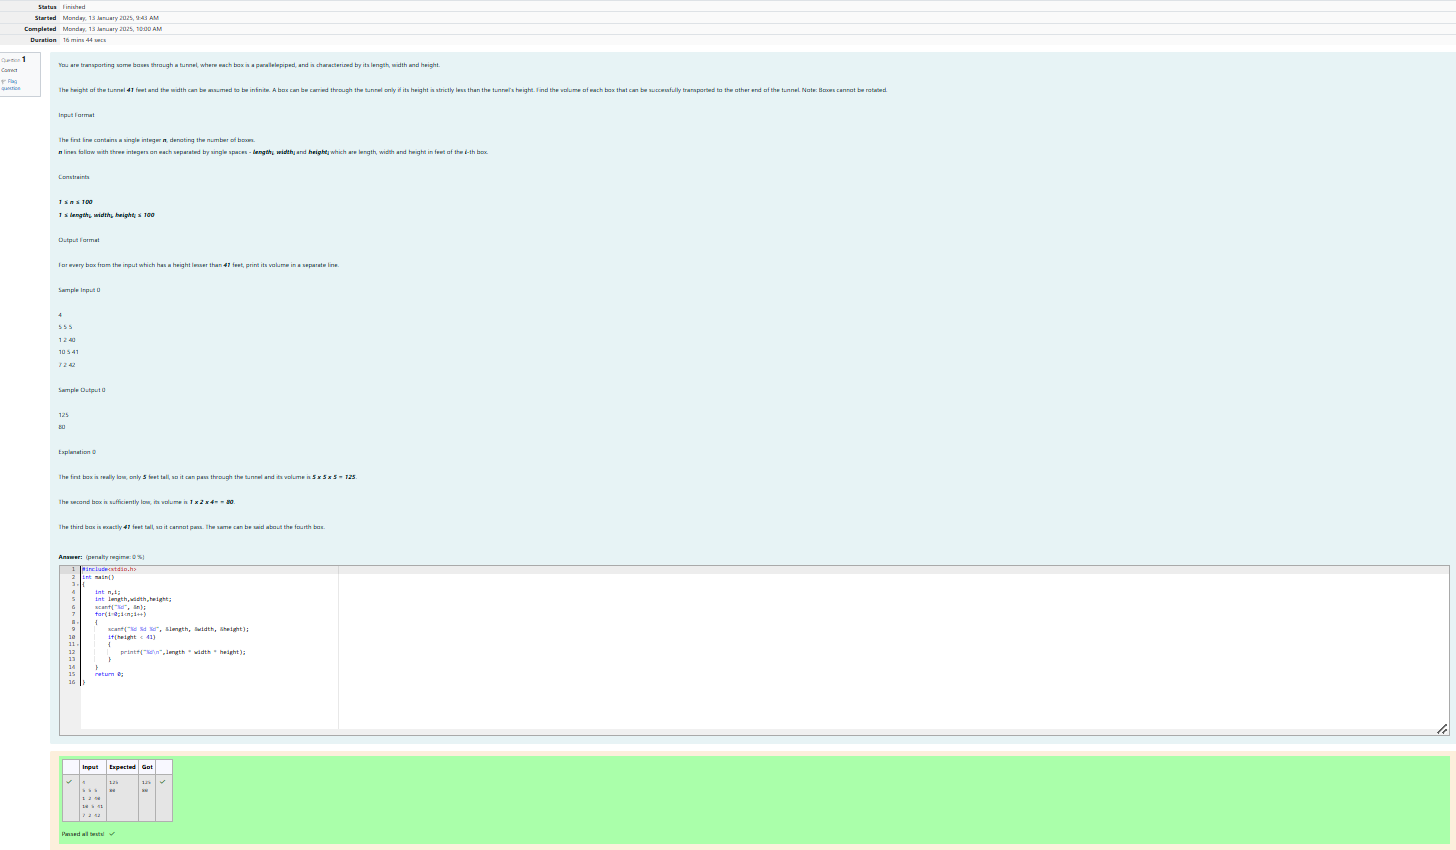 Status Finished
Started Monday, 13 January 2025, 9:43 AM
Completed Monday, 13 January 2025, 10:00 AM
Duration 16 mins 44 secs
Question 1
Correct
Flag question
You are transporting some boxes through a tunnel, where each box is a parallelepiped, and is characterized by its length, width and height.
The height of the tunnel 41 feet and the width can be assumed to be infinite. A box can be carried through the tunnel only if its height is strictly less than the tunnel's height. Find the volume of each box that can be successfully transported to the other end of the tunnel. Note: Boxes cannot be rotated.
Input Format
The first line contains a single integer n, denoting the number of boxes.
n lines follow with three integers on each separated by single spaces - lengthi, widthi and heighti which are length, width and height in feet of the i-th box.
Constraints
1 ≤ n ≤ 100
1 ≤ lengthi, widthi, heighti ≤ 100
Output Format
For every box from the input which has a height lesser than 41 feet, print its volume in a separate line.
Sample Input 0
4
5 5 5
1 2 40
10 5 41
7 2 42
Sample Output 0
125
80
Explanation 0
The first box is really low, only 5 feet tall, so it can pass through the tunnel and its volume is 5 x 5 x 5 = 125.
The second box is sufficiently low, its volume is 1 x 2 x 4= = 80.
The third box is exactly 41 feet tall, so it cannot pass. The same can be said about the fourth box.
Answer: (penalty regime: 0 %)
1 #include<stdio.h>
2 int main()
3 {
4 int n,i;
5 int length,width,height;
6 scanf("%d", &n);
7 for(i=0;i<n;i++)
8 {
9 scanf("%d %d %d", &length, &width, &height);
10 if(height < 41)
11 {
12 printf("%d\n",length * width * height);
13 }
14 }
15 return 0;
16 }
Input Expected Got
4 125 125
5 5 5 80 80
1 2 40
10 5 41
7 2 42
Passed all tests!